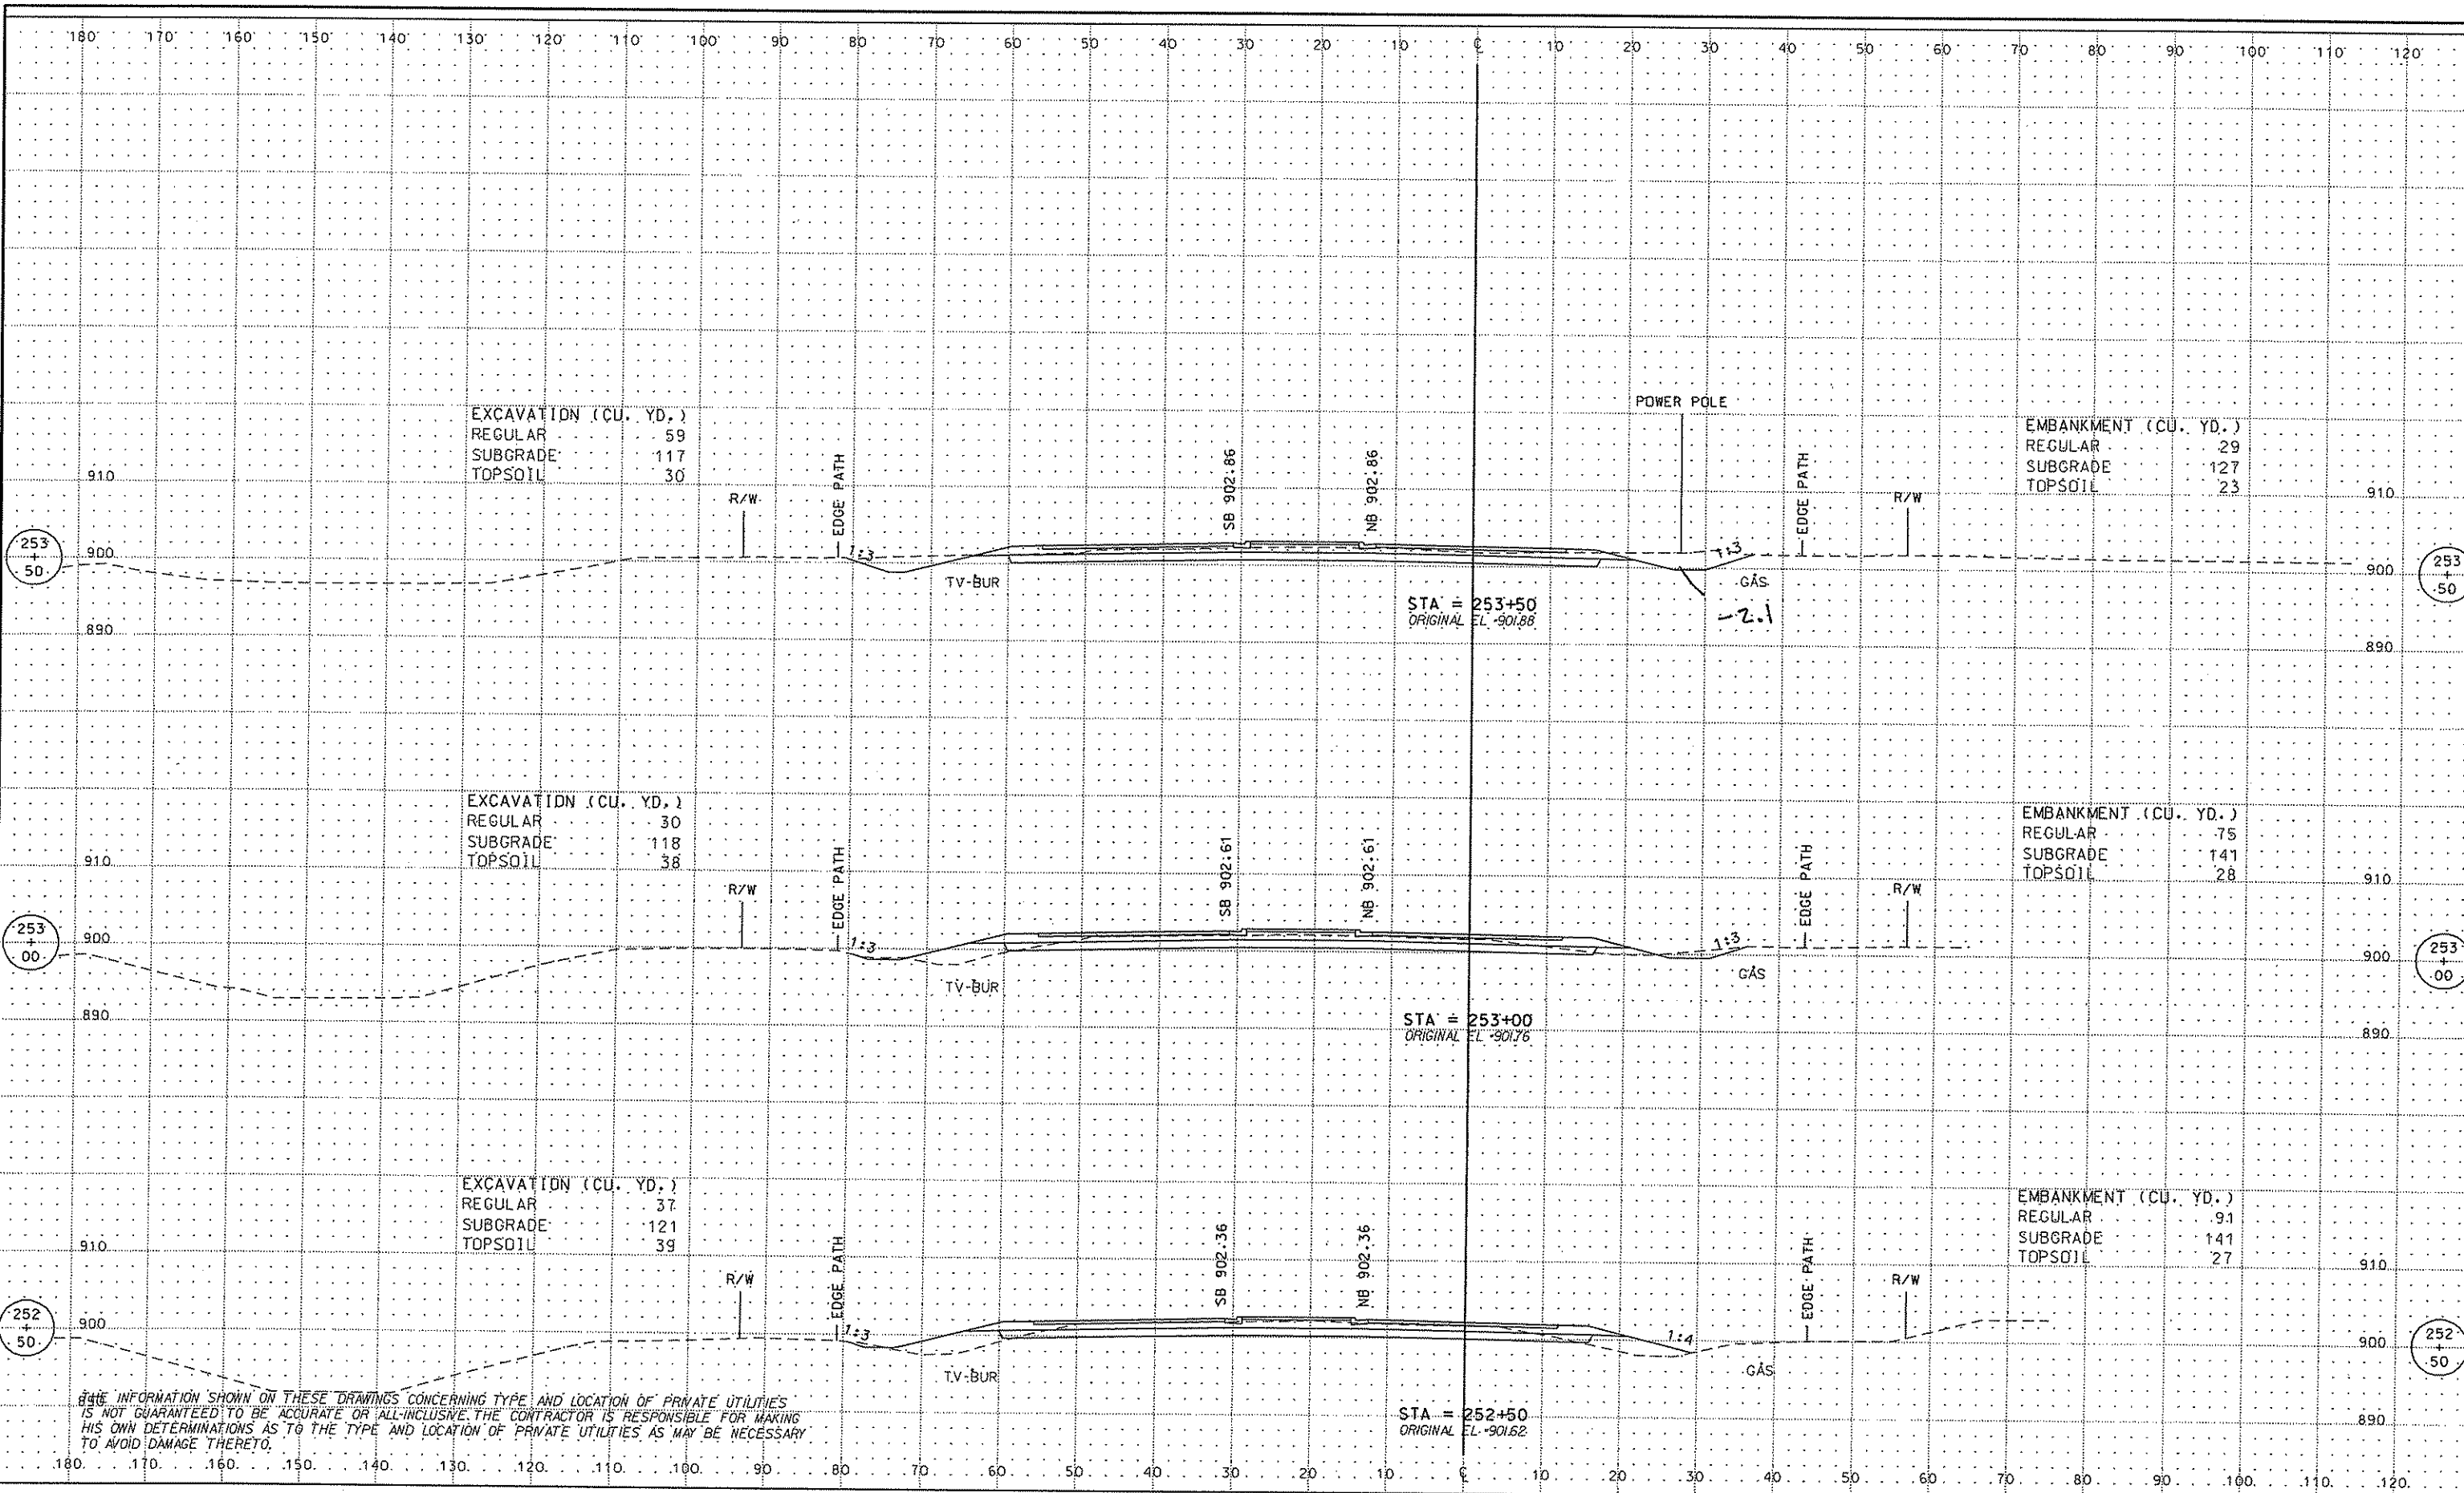 180 170 160 150 140 130 120 110 100 90 80 70 60 50 40 30 20 10 ℄ 10 20 30 40 50 60 70 80 90 100 110 120
EXCAVATION (CU. YD.)
REGULAR 59
SUBGRADE 117
TOPSOIL 30
POWER POLE
EMBANKMENT (CU. YD.)
REGULAR 29
SUBGRADE 127
TOPSOIL 23
910
R/W
EDGE PATH
SB 902.86
NB 902.86
EDGE PATH
R/W
910
253 + 50
900
1:3
1:3
900
253 + 50
TV-BUR
GAS
STA = 253+50
ORIGINAL EL -901.88
-2.1
890
890
EXCAVATION (CU. YD.)
REGULAR 30
SUBGRADE 118
TOPSOIL 38
EMBANKMENT (CU. YD.)
REGULAR 75
SUBGRADE 141
TOPSOIL 28
910
R/W
EDGE PATH
SB 902.61
NB 902.61
EDGE PATH
R/W
910
253 + 00
900
1:3
1:3
900
253 + 00
TV-BUR
GAS
STA = 253+00
ORIGINAL EL -901.76
890
890
EXCAVATION (CU. YD.)
REGULAR 37
SUBGRADE 121
TOPSOIL 39
EMBANKMENT (CU. YD.)
REGULAR 91
SUBGRADE 141
TOPSOIL 27
910
R/W
EDGE PATH
SB 902.36
NB 902.36
EDGE PATH
R/W
910
252 + 50
900
1:3
1:4
900
252 + 50
TV-BUR
GAS
STA = 252+50
ORIGINAL EL -901.62
890
890
THE INFORMATION SHOWN ON THESE DRAWINGS CONCERNING TYPE AND LOCATION OF PRIVATE UTILITIES
IS NOT GUARANTEED TO BE ACCURATE OR ALL-INCLUSIVE. THE CONTRACTOR IS RESPONSIBLE FOR MAKING
HIS OWN DETERMINATIONS AS TO THE TYPE AND LOCATION OF PRIVATE UTILITIES AS MAY BE NECESSARY
TO AVOID DAMAGE THERETO.
180 170 160 150 140 130 120 110 100 90 80 70 60 50 40 30 20 10 ℄ 10 20 30 40 50 60 70 80 90 100 110 120